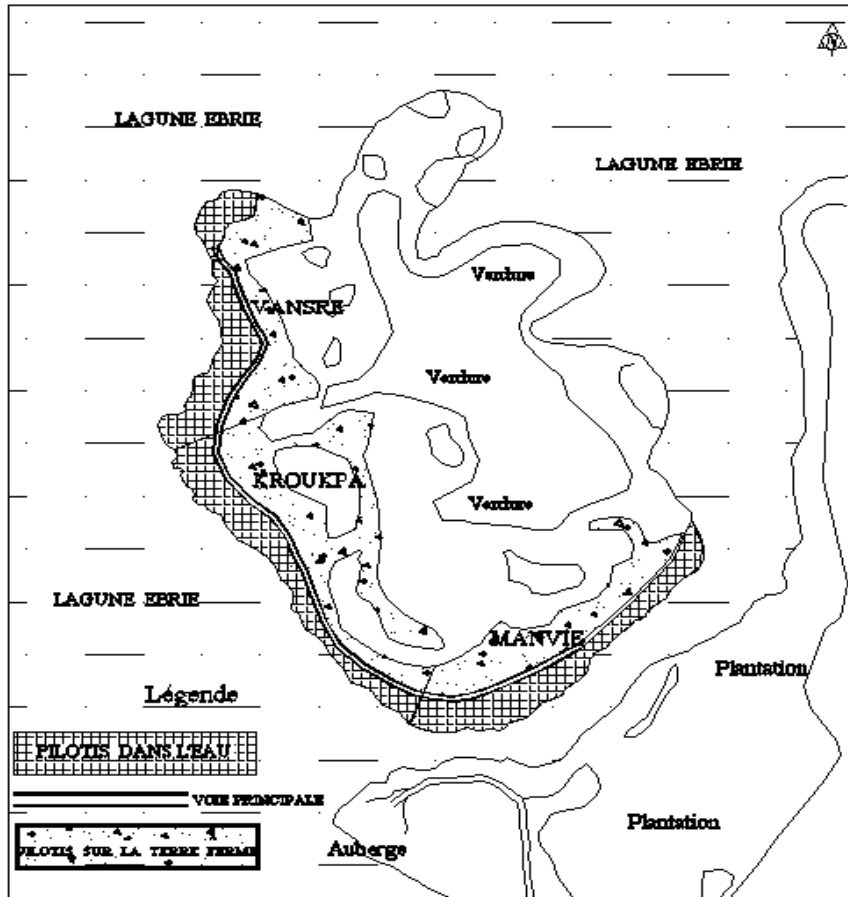 N
LAGUNE EBRIE
LAGUNE EBRIE
Verdure
VANSRE
Verdure
KROUKPA
Verdure
LAGUNE EBRIE
MANVIE
Plantation
Légende
PILOTIS DANS L'EAU
VOIE PRINCIPALE
Plantation
PILOTIS SUR LA TERRE FERME
Auberge